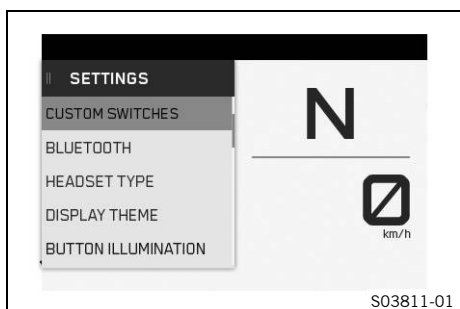 SETTINGS
CUSTOM SWITCHES
BLUETOOTH
HEADSET TYPE
DISPLAY THEME
BUTTON ILLUMINATION
N
0
km/h
S03811-01